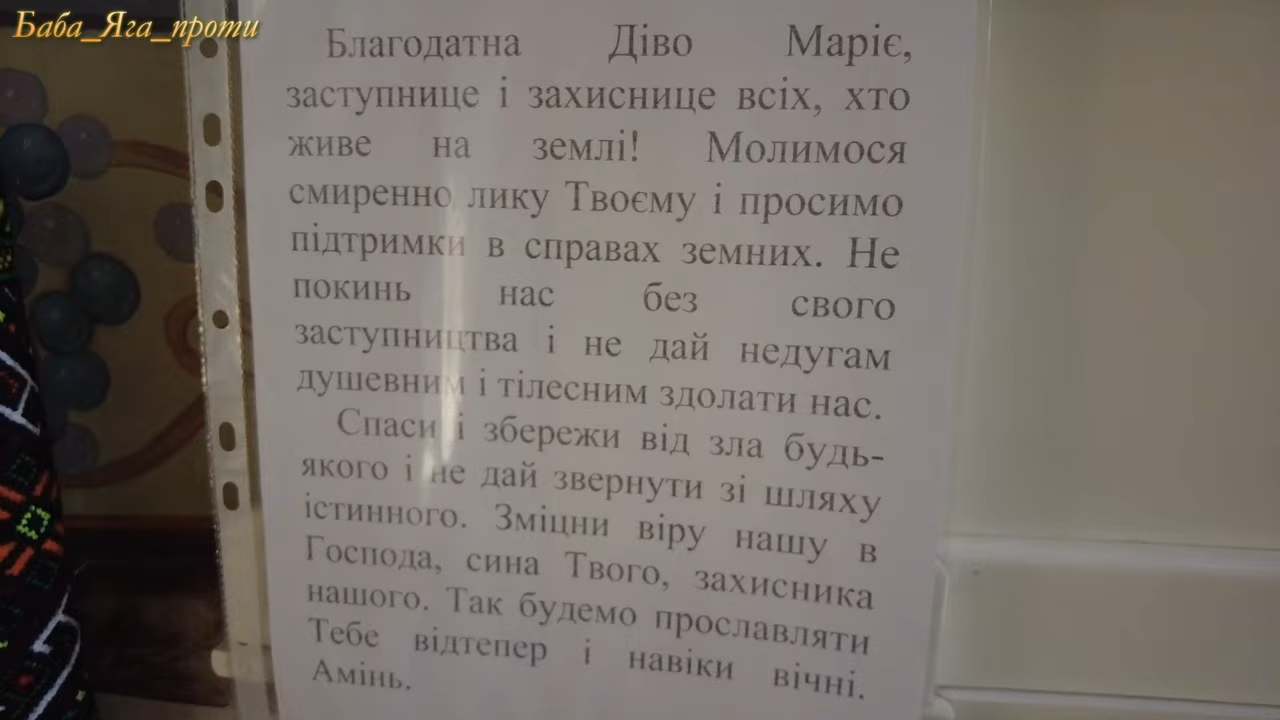 Баба_Яга_проти
Благодатна Діво Маріє,
заступнице і захиснице всіх, хто
живе на землі! Молимося
смиренно лику Твоєму і просимо
підтримки в справах земних. Не
покинь нас без свого
заступництва і не дай недугам
душевним і тілесним здолати нас.
Спаси і збережи від зла будь-
якого і не дай звернути зі шляху
істинного. Зміцни віру нашу в
Господа, сина Твого, захисника
нашого. Так будемо прославляти
Тебе відтепер і навіки вічні.
Амінь.